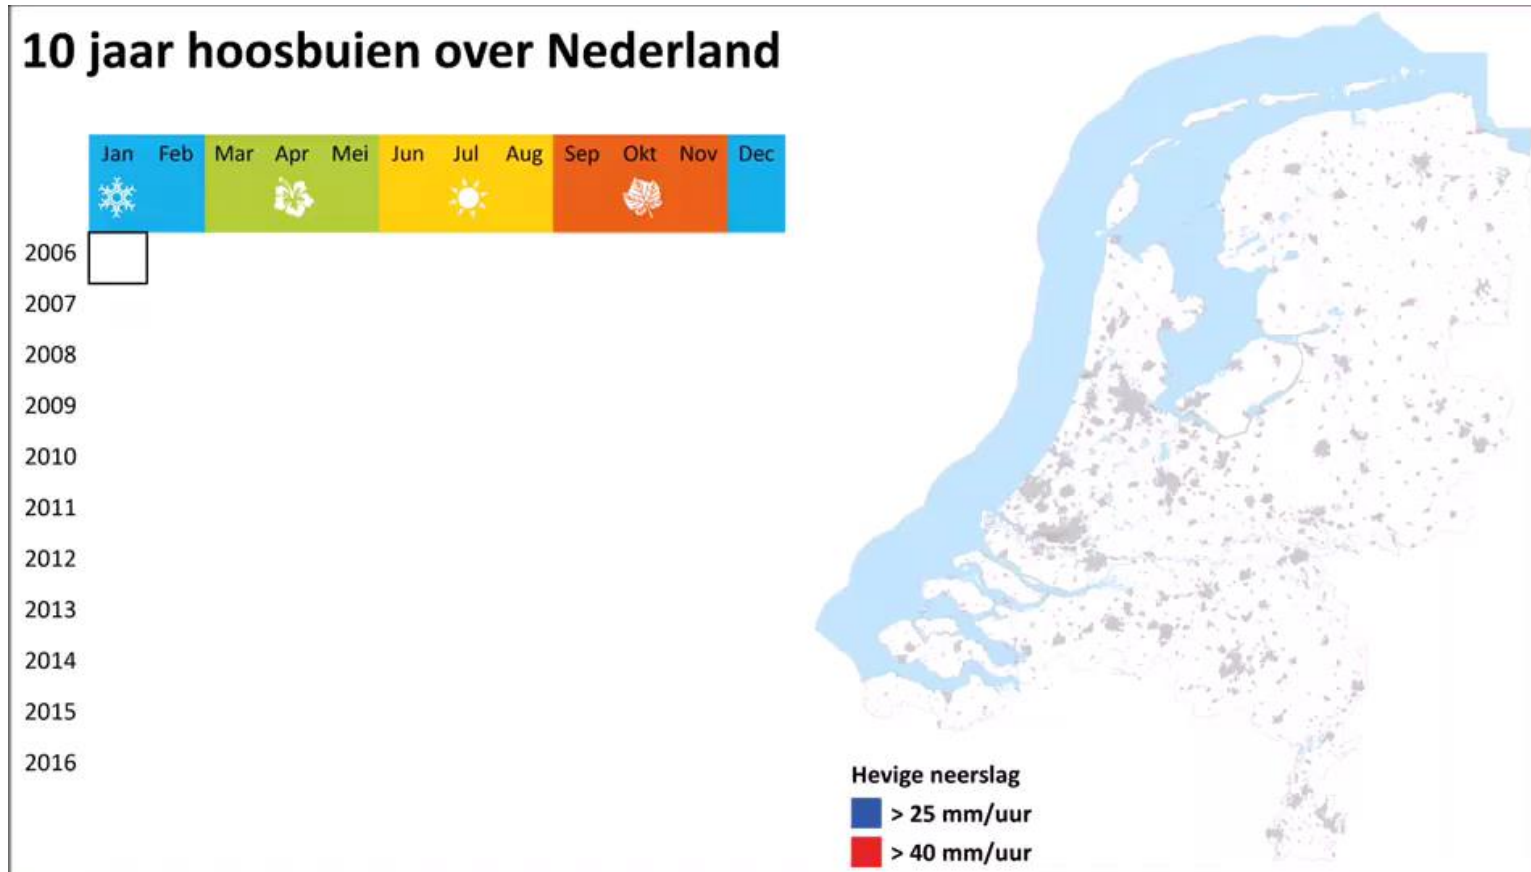 10 jaar hoosbuien over Nederland
Jan Feb Mar Apr Mei Jun Jul Aug Sep Okt Nov Dec
2006
2007
2008
2009
2010
2011
2012
2013
2014
2015
2016
Hevige neerslag
> 25 mm/uur
> 40 mm/uur